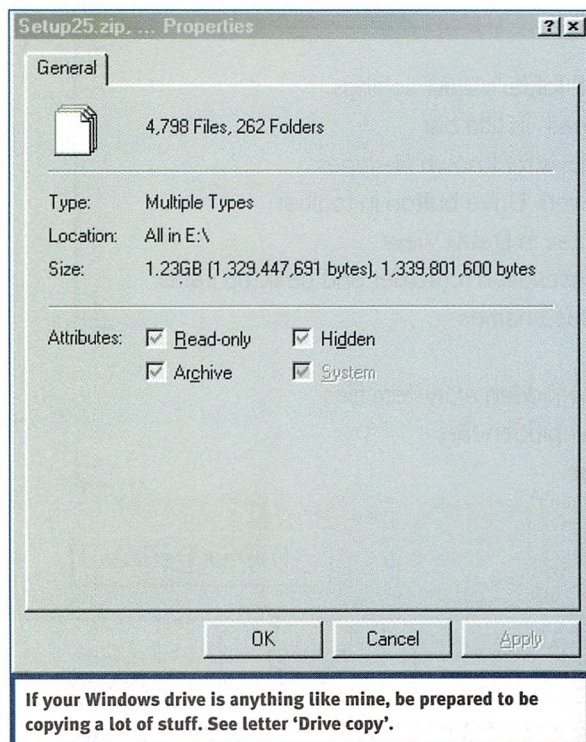 Setup25.zip, ... Properties
General
4,798 Files, 262 Folders
Type: Multiple Types
Location: All in E:\
Size: 1.23GB (1,329,447,691 bytes), 1,339,801,600 bytes
Attributes: Read-only Hidden
Archive System
OK Cancel Apply
If your Windows drive is anything like mine, be prepared to be
copying a lot of stuff. See letter ‘Drive copy’.